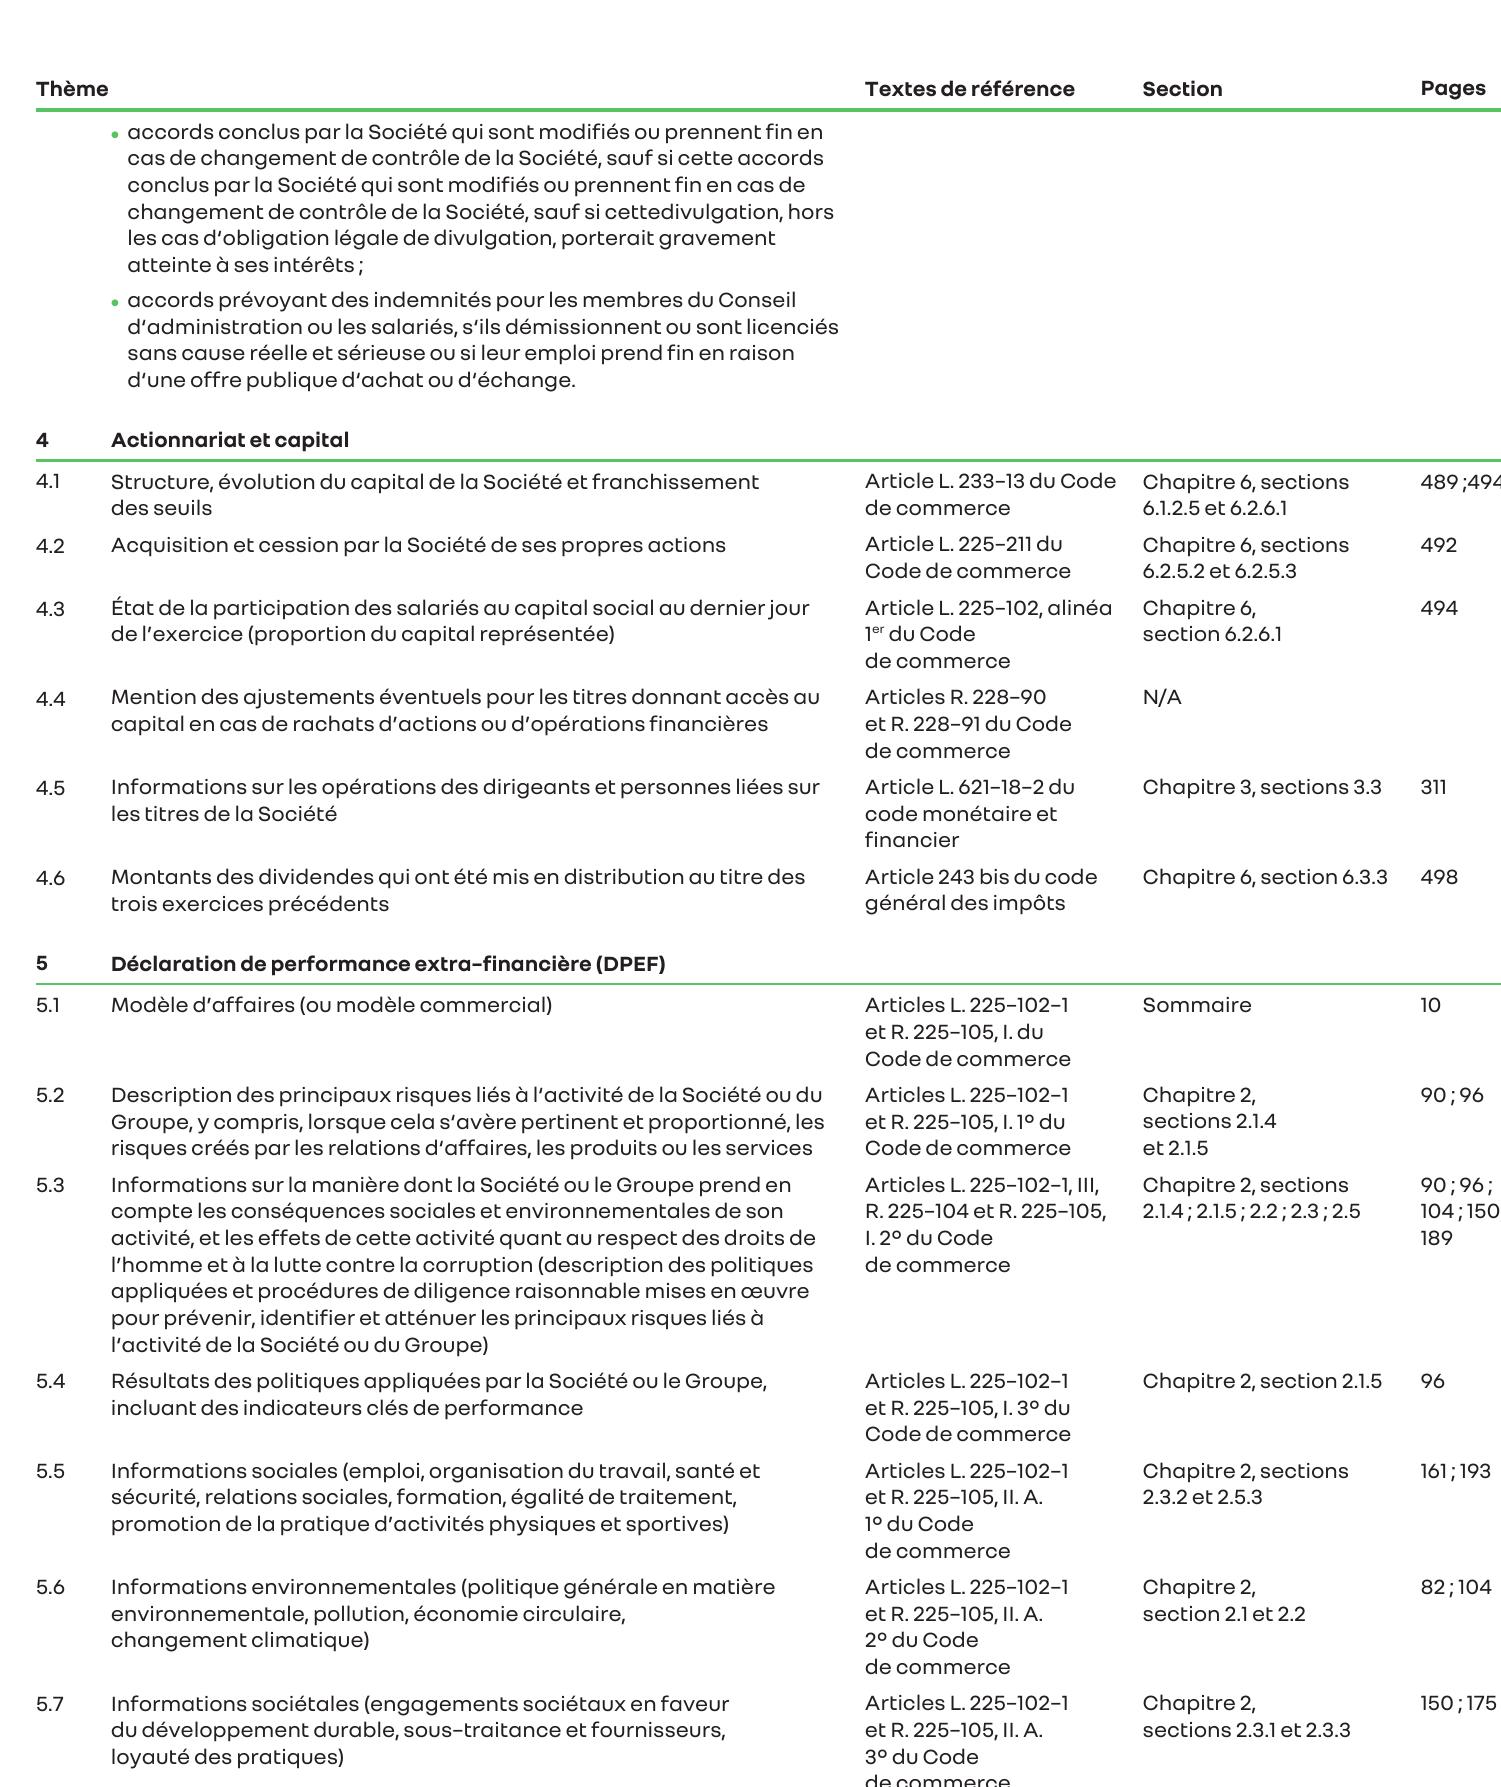 Thème Textes de référence Section Pages
• accords conclus par la Société qui sont modifiés ou prennent fin en
cas de changement de contrôle de la Société, sauf si cette accords
conclus par la Société qui sont modifiés ou prennent fin en cas de
changement de contrôle de la Société, sauf si cettedivulgation, hors
les cas d’obligation légale de divulgation, porterait gravement
atteinte à ses intérêts ;
• accords prévoyant des indemnités pour les membres du Conseil
d’administration ou les salariés, s’ils démissionnent ou sont licenciés
sans cause réelle et sérieuse ou si leur emploi prend fin en raison
d’une offre publique d’achat ou d’échange.
4 Actionnariat et capital
4.1 Structure, évolution du capital de la Société et franchissement
des seuils
Article L. 233–13 du Code
de commerce
Chapitre 6, sections
6.1.2.5 et 6.2.6.1
489 ;494
4.2 Acquisition et cession par la Société de ses propres actions
Article L. 225–211 du
Code de commerce
Chapitre 6, sections
6.2.5.2 et 6.2.5.3
492
4.3 État de la participation des salariés au capital social au dernier jour
de l’exercice (proportion du capital représentée)
Article L. 225–102, alinéa
1er du Code
de commerce
Chapitre 6,
section 6.2.6.1
494
4.4 Mention des ajustements éventuels pour les titres donnant accès au
capital en cas de rachats d’actions ou d’opérations financières
Articles R. 228–90
et R. 228–91 du Code
de commerce
N/A
4.5 Informations sur les opérations des dirigeants et personnes liées sur
les titres de la Société
Article L. 621–18–2 du
code monétaire et
financier
Chapitre 3, sections 3.3
311
4.6 Montants des dividendes qui ont été mis en distribution au titre des
trois exercices précédents
Article 243 bis du code
général des impôts
Chapitre 6, section 6.3.3
498
5 Déclaration de performance extra–financière (DPEF)
5.1 Modèle d’affaires (ou modèle commercial)
Articles L. 225–102–1
et R. 225–105, I. du
Code de commerce
Sommaire
10
5.2 Description des principaux risques liés à l’activité de la Société ou du
Groupe, y compris, lorsque cela s’avère pertinent et proportionné, les
risques créés par les relations d’affaires, les produits ou les services
Articles L. 225–102–1
et R. 225–105, I. 1º du
Code de commerce
Chapitre 2,
sections 2.1.4
et 2.1.5
90 ; 96
5.3 Informations sur la manière dont la Société ou le Groupe prend en
compte les conséquences sociales et environnementales de son
activité, et les effets de cette activité quant au respect des droits de
l’homme et à la lutte contre la corruption (description des politiques
appliquées et procédures de diligence raisonnable mises en œuvre
pour prévenir, identifier et atténuer les principaux risques liés à
l’activité de la Société ou du Groupe)
Articles L. 225–102–1, III,
R. 225–104 et R. 225–105,
I. 2º du Code
de commerce
Chapitre 2, sections
2.1.4 ; 2.1.5 ; 2.2 ; 2.3 ; 2.5
90 ; 96 ;
104 ; 150
189
5.4 Résultats des politiques appliquées par la Société ou le Groupe,
incluant des indicateurs clés de performance
Articles L. 225–102–1
et R. 225–105, I. 3º du
Code de commerce
Chapitre 2, section 2.1.5
96
5.5 Informations sociales (emploi, organisation du travail, santé et
sécurité, relations sociales, formation, égalité de traitement,
promotion de la pratique d’activités physiques et sportives)
Articles L. 225–102–1
et R. 225–105, II. A.
1º du Code
de commerce
Chapitre 2, sections
2.3.2 et 2.5.3
161 ; 193
5.6 Informations environnementales (politique générale en matière
environnementale, pollution, économie circulaire,
changement climatique)
Articles L. 225–102–1
et R. 225–105, II. A.
2º du Code
de commerce
Chapitre 2,
section 2.1 et 2.2
82 ; 104
5.7 Informations sociétales (engagements sociétaux en faveur
du développement durable, sous–traitance et fournisseurs,
loyauté des pratiques)
Articles L. 225–102–1
et R. 225–105, II. A.
3º du Code
de commerce
Chapitre 2,
sections 2.3.1 et 2.3.3
150 ; 175